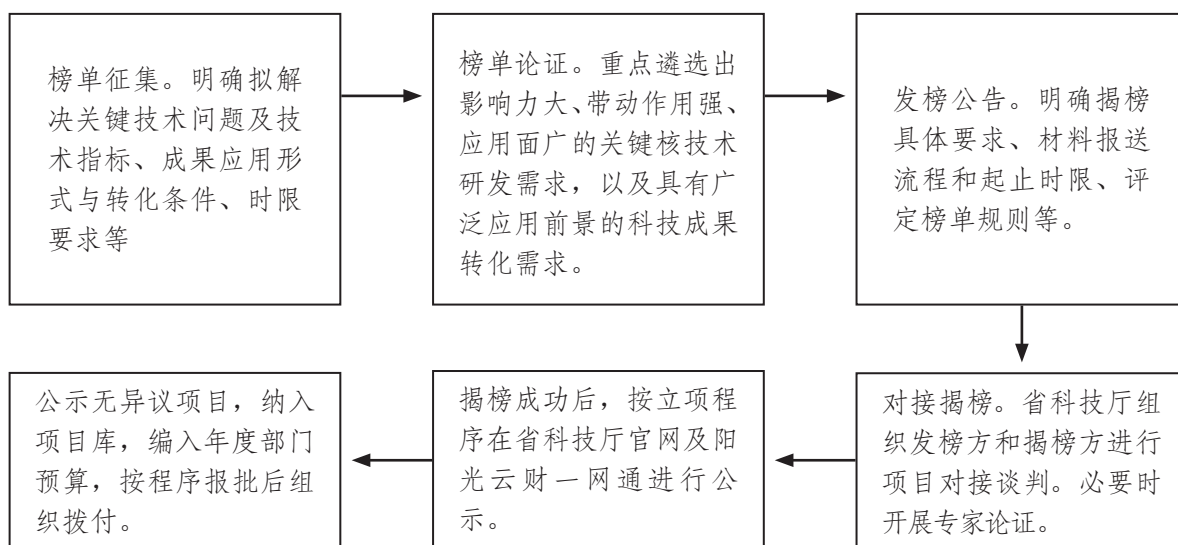 榜单征集。明确拟解
决关键技术问题及技
术指标、成果应用形
式与转化条件、时限
要求等
榜单论证。重点遴选出
影响力大、带动作用强、
应用面广的关键核技术
研发需求，以及具有广
泛应用前景的科技成果
转化需求。
发榜公告。明确揭榜
具体要求、材料报送
流程和起止时限、评
定榜单规则等。
对接揭榜。省科技厅组
织发榜方和揭榜方进行
项目对接谈判。必要时
开展专家论证。
揭榜成功后，按立项程
序在省科技厅官网及阳
光云财一网通进行公
示。
公示无异议项目，纳入
项目库，编入年度部门
预算，按程序报批后组
织拨付。